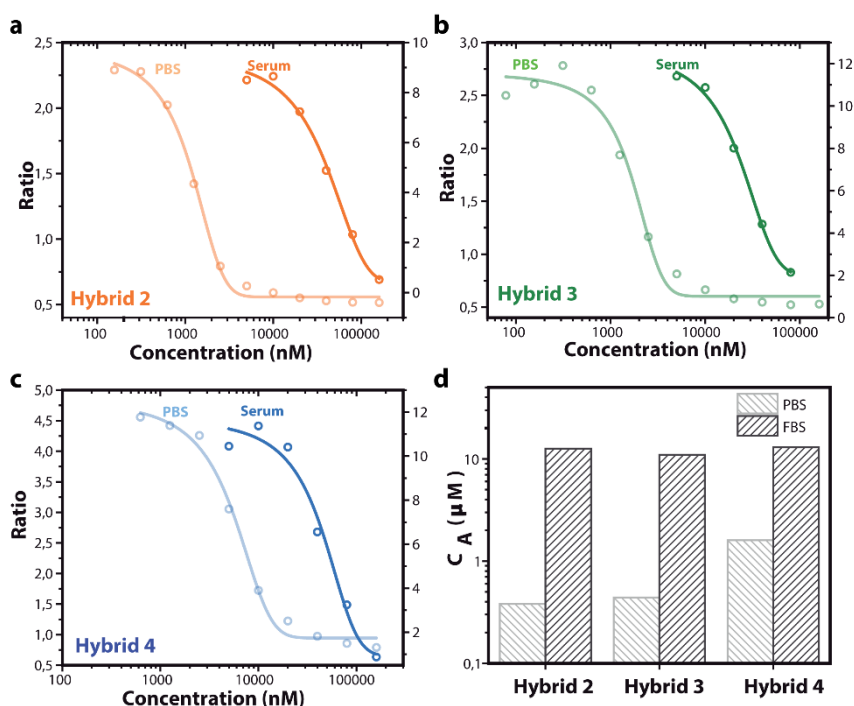 a
2,5
2,0
1,5
1,0
0,5
10
8
6
4
2
0
PBS
Serum
Ratio
Hybrid 2
100
1000
10000
100000
Concentration (nM)
b
3,0
2,5
2,0
1,5
1,0
0,5
12
10
8
6
4
2
0
PBS
Serum
Ratio
Hybrid 3
100
1000
10000
100000
Concentration (nM)
c
5,0
4,5
4,0
3,5
3,0
2,5
2,0
1,5
1,0
0,5
12
10
8
6
4
2
PBS
Serum
Ratio
Hybrid 4
100
1000
10000
100000
Concentration (nM)
d
PBS
FBS
10
1
0,1
C A (μM)
Hybrid 2 Hybrid 3 Hybrid 4